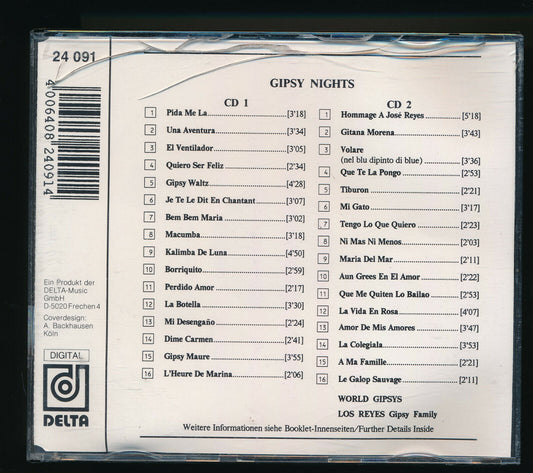 24 091
4 006408 240914
GIPSY NIGHTS
CD 1
1 Pida Me La [3'18]
2 Una Aventura [3'34]
3 El Ventilador [3'05]
4 Quiero Ser Feliz [2'34]
5 Gipsy Waltz [4'28]
6 Je Te Le Dit En Chantant [3'07]
7 Bem Bem Maria [3'02]
8 Macumba [3'18]
9 Kalimba De Luna [4'50]
10 Borriquito [2'59]
11 Perdido Amor [2'17]
12 La Botella [3'30]
13 Mi Desengaño [2'24]
14 Dime Carmen [2'41]
15 Gipsy Maure [3'55]
16 L'Heure De Marina [2'06]
CD 2
1 Hommage A José Reyes [5'18]
2 Gitana Morena [3'43]
3 Volare
(nel blu dipinto di blue) [3'36]
4 Que Te La Pongo [2'53]
5 Tiburon [2'21]
6 Mi Gato [3'17]
7 Tengo Lo Que Quiero [2'23]
8 Ni Mas Ni Menos [2'03]
9 Maria Del Mar [2'11]
10 Aun Grees En El Amor [2'22]
11 Que Me Quiten Lo Bailao [2'53]
12 La Vida En Rosa [4'07]
13 Amor De Mis Amores [3'47]
14 La Colegiala [3'53]
15 A Ma Famille [2'21]
16 Le Galop Sauvage [2'11]
WORLD GIPSYS
LOS REYES Gipsy Family
Weitere Informationen siehe Booklet-Innenseiten/Further Details Inside
Ein Produkt der
DELTA-Music
GmbH
D-5020 Frechen 4
Coverdesign:
A. Backhausen
Köln
DIGITAL
DELTA